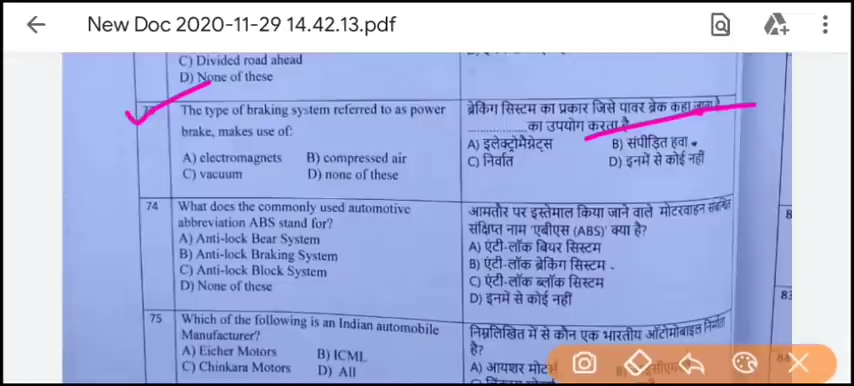 New Doc 2020-11-29 14.42.13.pdf
C) Divided road ahead
D) None of these
The type of braking system referred to as power
brake, makes use of:
A) electromagnets B) compressed air
C) vacuum D) none of these
ब्रेकिंग सिस्टम का प्रकार जिसे पावर ब्रेक कहा जाता है
.................का उपयोग करता है
A) इलेक्ट्रोमैग्नेट्स B) संपीड़ित हवा
C) निर्वात D) इनमें से कोई नहीं
74 What does the commonly used automotive
abbreviation ABS stand for?
A) Anti-lock Bear System
B) Anti-lock Braking System
C) Anti-lock Block System
D) None of these
आमतौर पर इस्तेमाल किया जाने वाले मोटरवाहन संबंधित
संक्षिप्त नाम 'एबीएस (ABS)' क्या है?
A) एंटी-लॉक बियर सिस्टम
B) एंटी-लॉक ब्रेकिंग सिस्टम
C) एंटी-लॉक ब्लॉक सिस्टम
D) इनमें से कोई नहीं
75 Which of the following is an Indian automobile
Manufacturer?
A) Eicher Motors B) ICML
C) Chinkara Motors D) All
निम्नलिखित में से कौन एक भारतीय ऑटोमोबाइल निर्माता
है?
A) आयशर मोटर्स
8
83
84